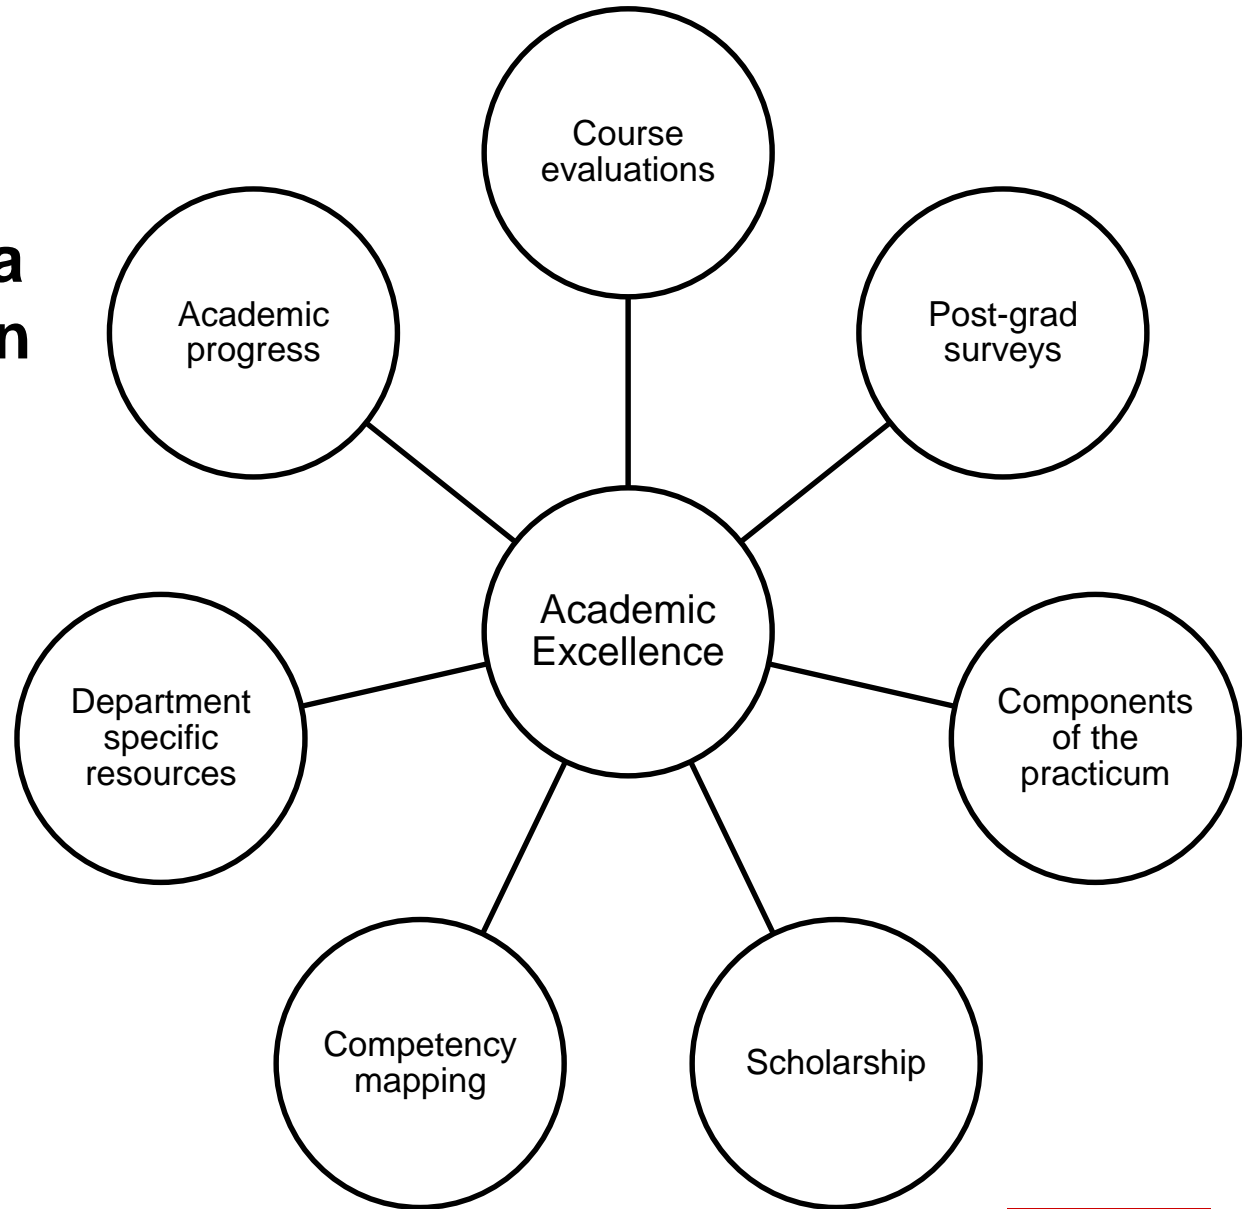 Course
evaluations
a
n
Academic
progress
Post-grad
surveys
Academic
Excellence
Department
specific
resources
Components
of the
practicum
Competency
mapping
Scholarship